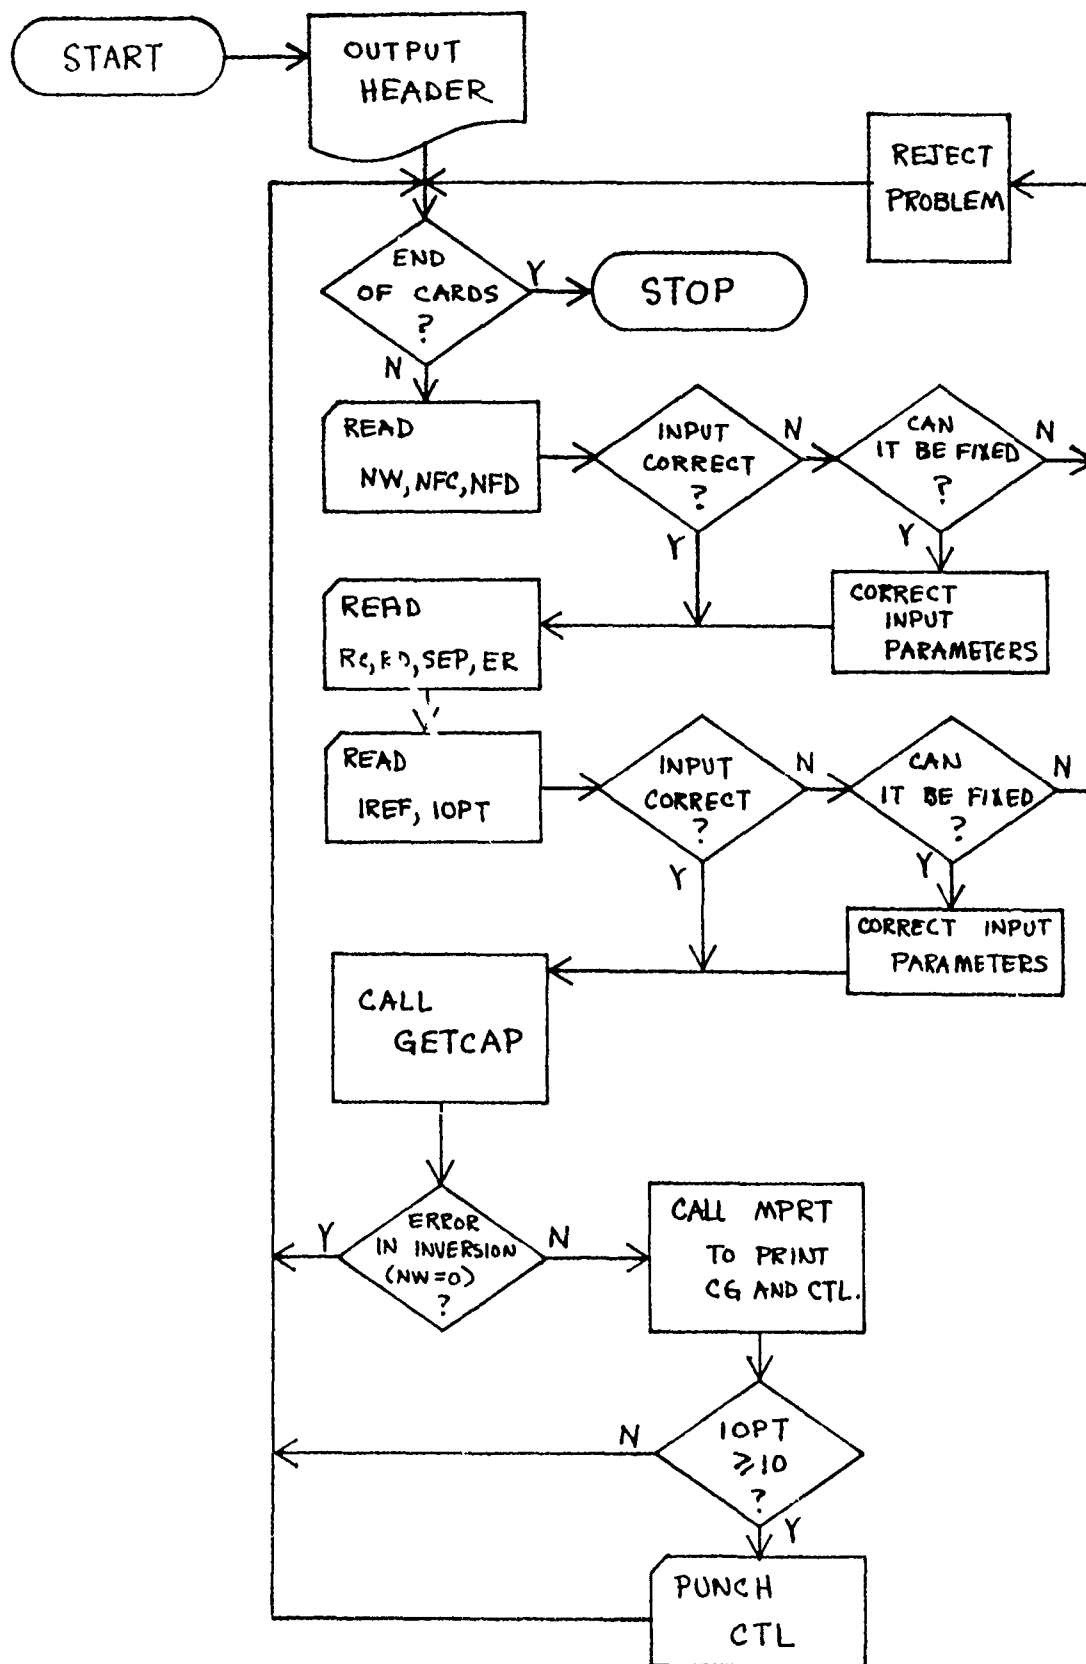 START
OUTPUT
HEADER
REJECT
PROBLEM
END
OF CARDS
?
Y
STOP
N
READ
NW, NFC, NFD
INPUT
CORRECT
?
N
Y
CAN
IT BE FIXED
?
N
Y
CORRECT
INPUT
PARAMETERS
READ
SEP, ER
READ
IREF, IOPT
INPUT
CORRECT
?
N
Y
CAN
IT BE FIXED
?
N
Y
CORRECT INPUT
PARAMETERS
CALL
GETCAP
ERROR
IN INVERSION
(NW=0)
?
Y
N
CALL MPRT
TO PRINT
CG AND CTL.
IOPT
≥10
?
N
Y
PUNCH
CTL